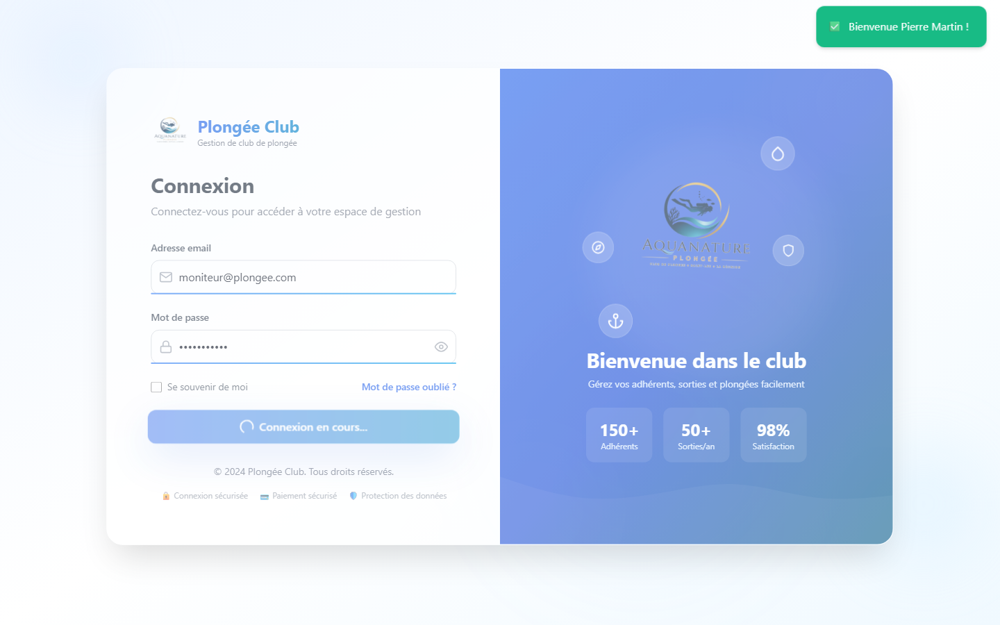 Bienvenue Pierre Martin !
AQUANATURE
Plongée Club
Gestion de club de plongée
Connexion
Connectez-vous pour accéder à votre espace de gestion
Adresse email
moniteur@plongee.com
Mot de passe
•••••••••••
Se souvenir de moi
Mot de passe oublié ?
Connexion en cours...
© 2024 Plongée Club. Tous droits réservés.
Connexion sécurisée
Paiement sécurisé
Protection des données
AQUANATURE
PLONGÉE
Bienvenue dans le club
Gérez vos adhérents, sorties et plongées facilement
150+
Adhérents
50+
Sorties/an
98%
Satisfaction